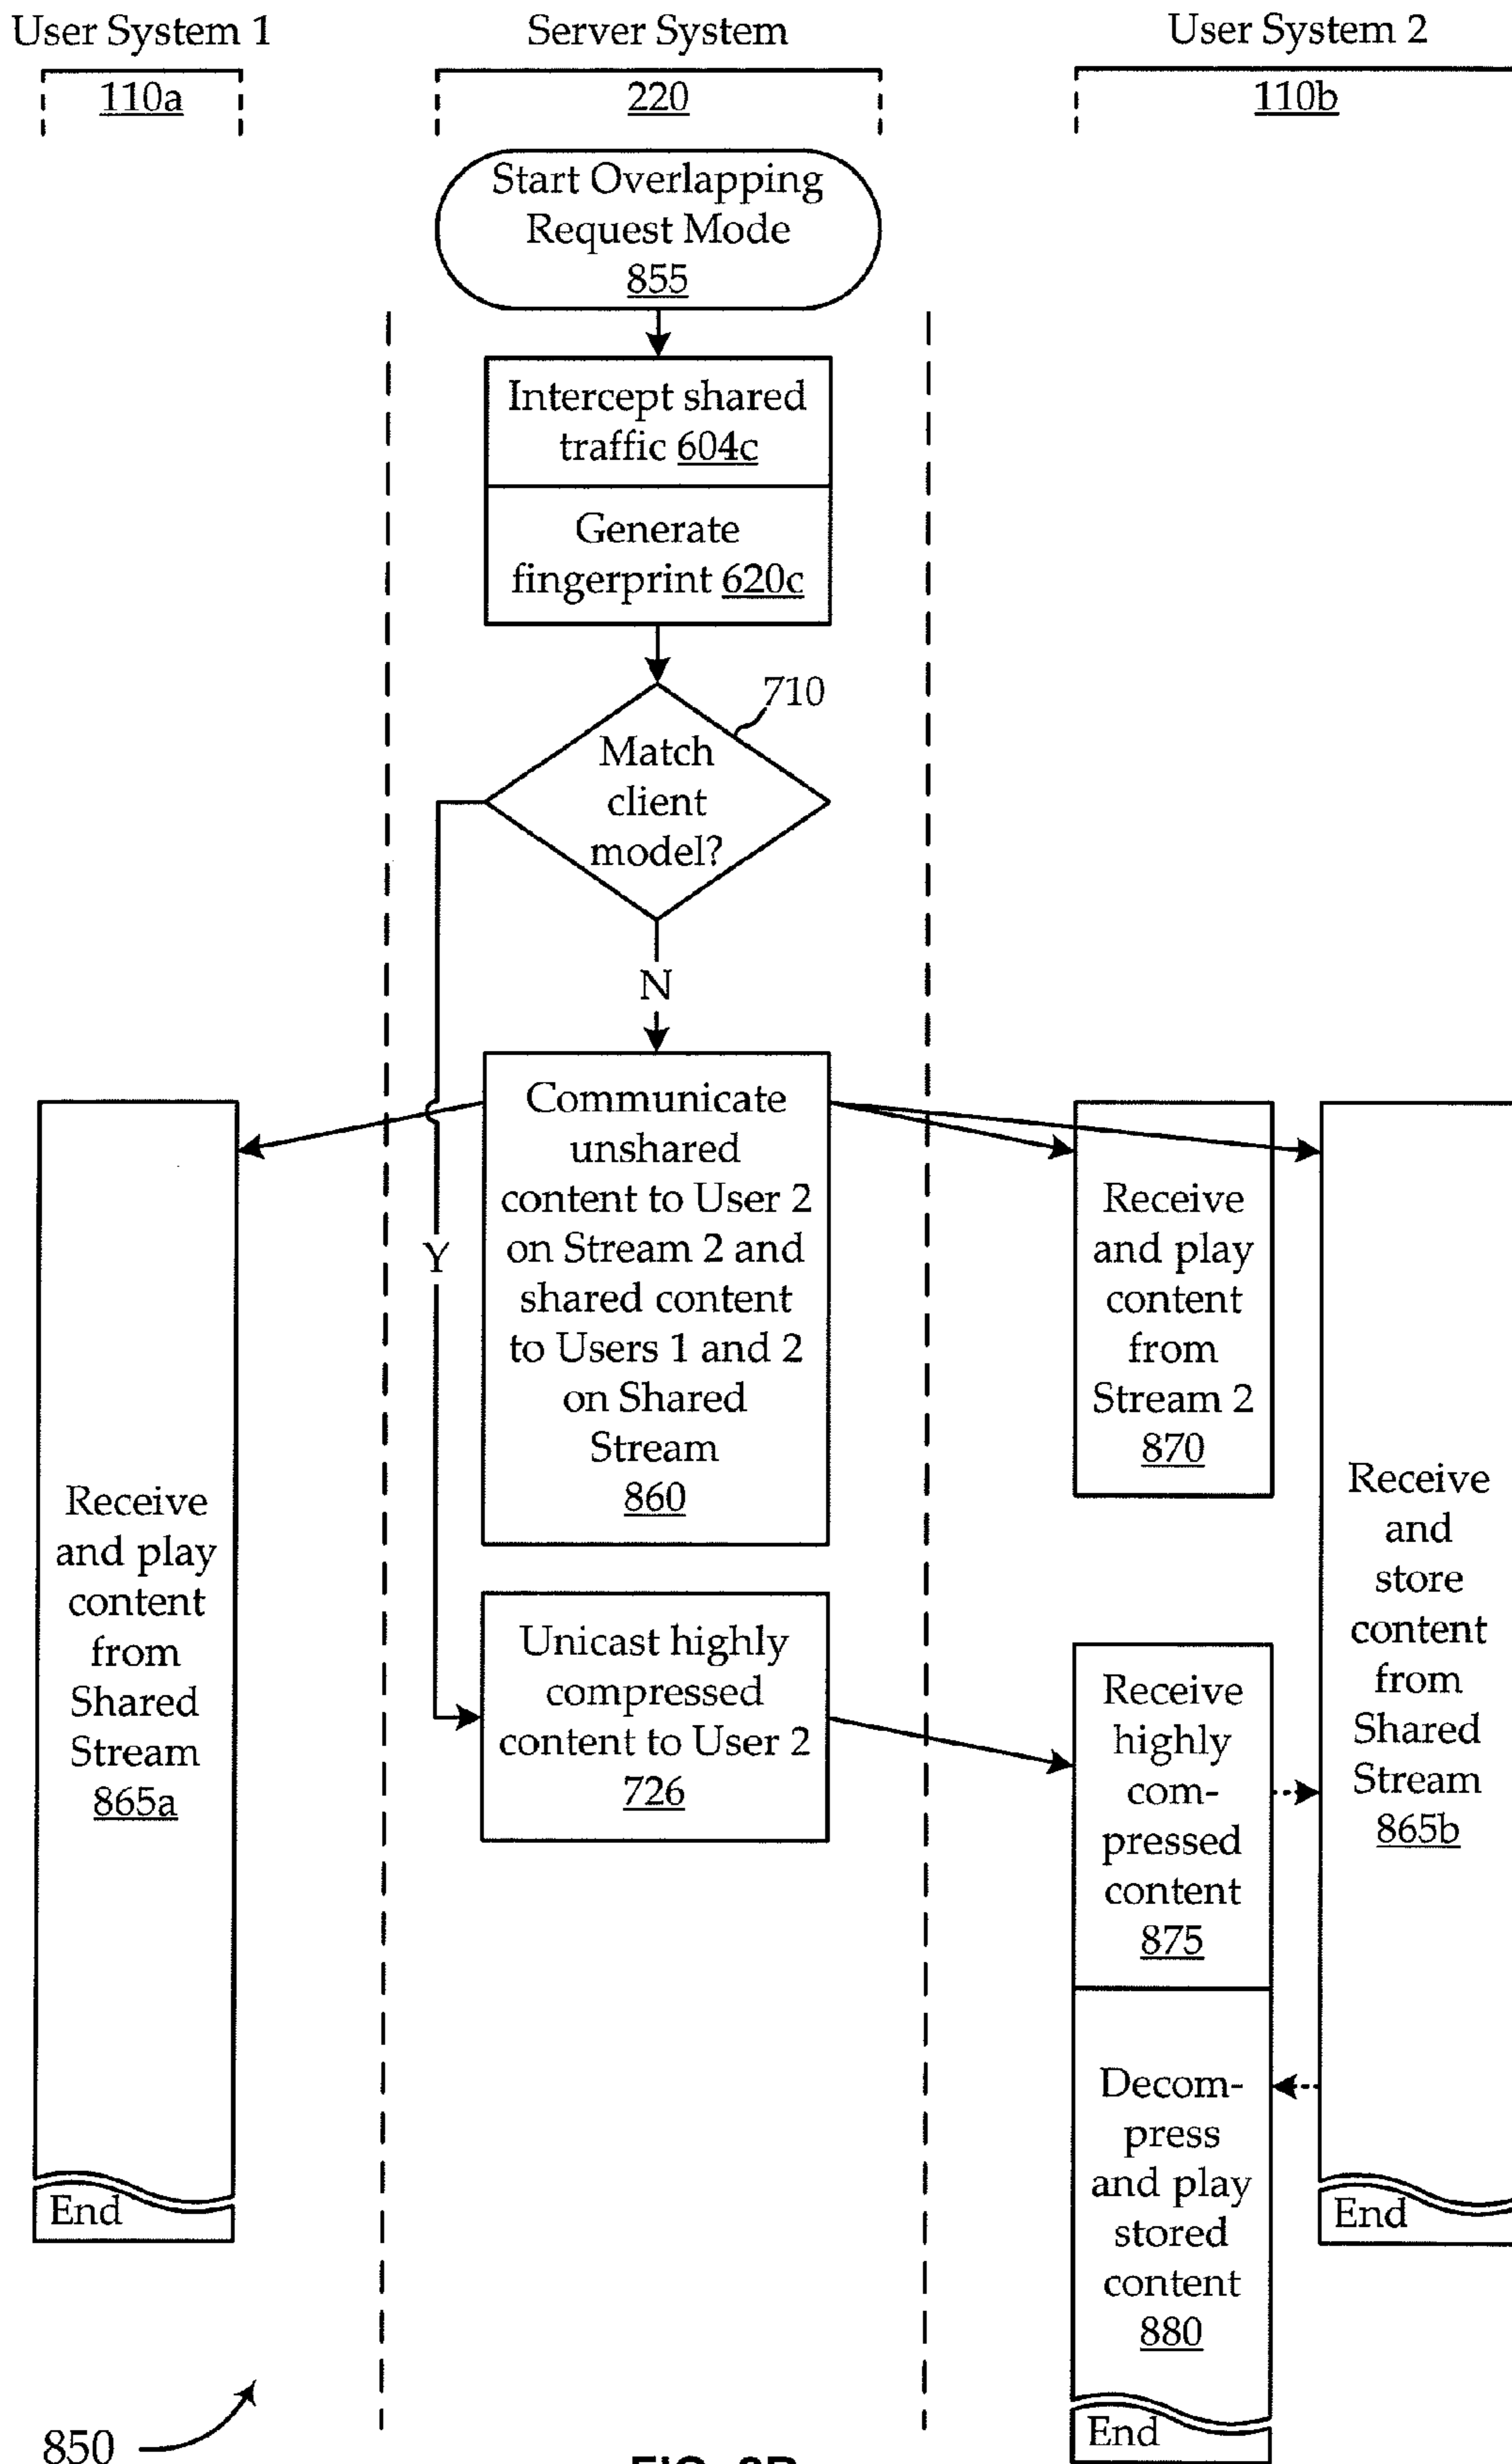 User System 1
Server System
User System 2
110a
220
110b
Start Overlapping
Request Mode
855
Intercept shared
traffic 604c
Generate
fingerprint 620c
710
Match
client
model?
N
Y
Communicate
unshared
content to User 2
on Stream 2 and
shared content
to Users 1 and 2
on Shared
Stream
860
Receive
and play
content
from
Stream 2
870
Receive
and play
content
from
Shared
Stream
865a
Receive
and
store
content
from
Shared
Stream
865b
Unicast highly
compressed
content to User 2
726
Receive
highly
com-
pressed
content
875
Decom-
press
and play
stored
content
880
End
End
End
850